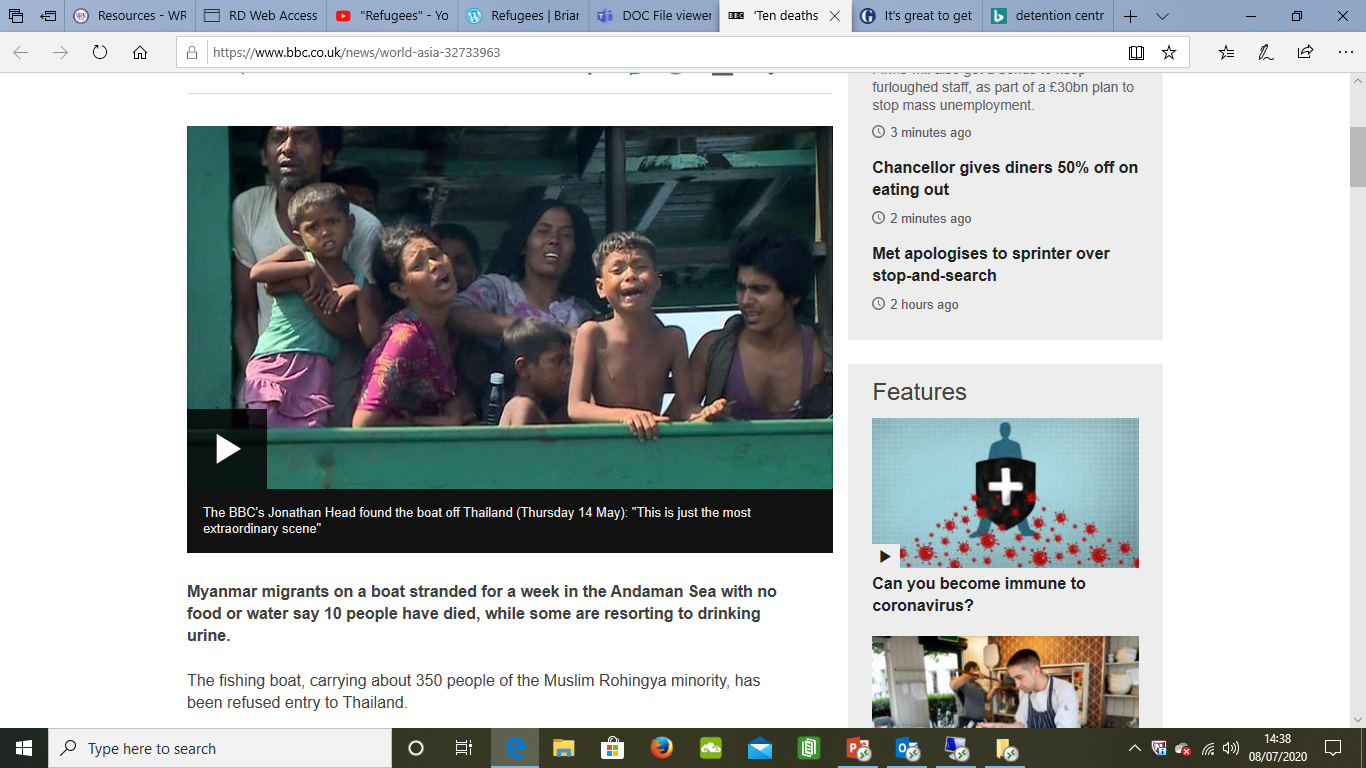 Resources - WR
RD Web Access
"Refugees" - Yo
Refugees | Briar
DOC File viewer
BBC 'Ten deaths
It's great to get
detention centr
https://www.bbc.co.uk/news/world-asia-32733963
furloughed staff, as part of a £30bn plan to
stop mass unemployment.
3 minutes ago
Chancellor gives diners 50% off on
eating out
2 minutes ago
Met apologises to sprinter over
stop-and-search
2 hours ago
The BBC's Jonathan Head found the boat off Thailand (Thursday 14 May): "This is just the most
extraordinary scene"
Myanmar migrants on a boat stranded for a week in the Andaman Sea with no
food or water say 10 people have died, while some are resorting to drinking
urine.
The fishing boat, carrying about 350 people of the Muslim Rohingya minority, has
been refused entry to Thailand.
Features
Can you become immune to
coronavirus?
Type here to search
14:38
08/07/2020